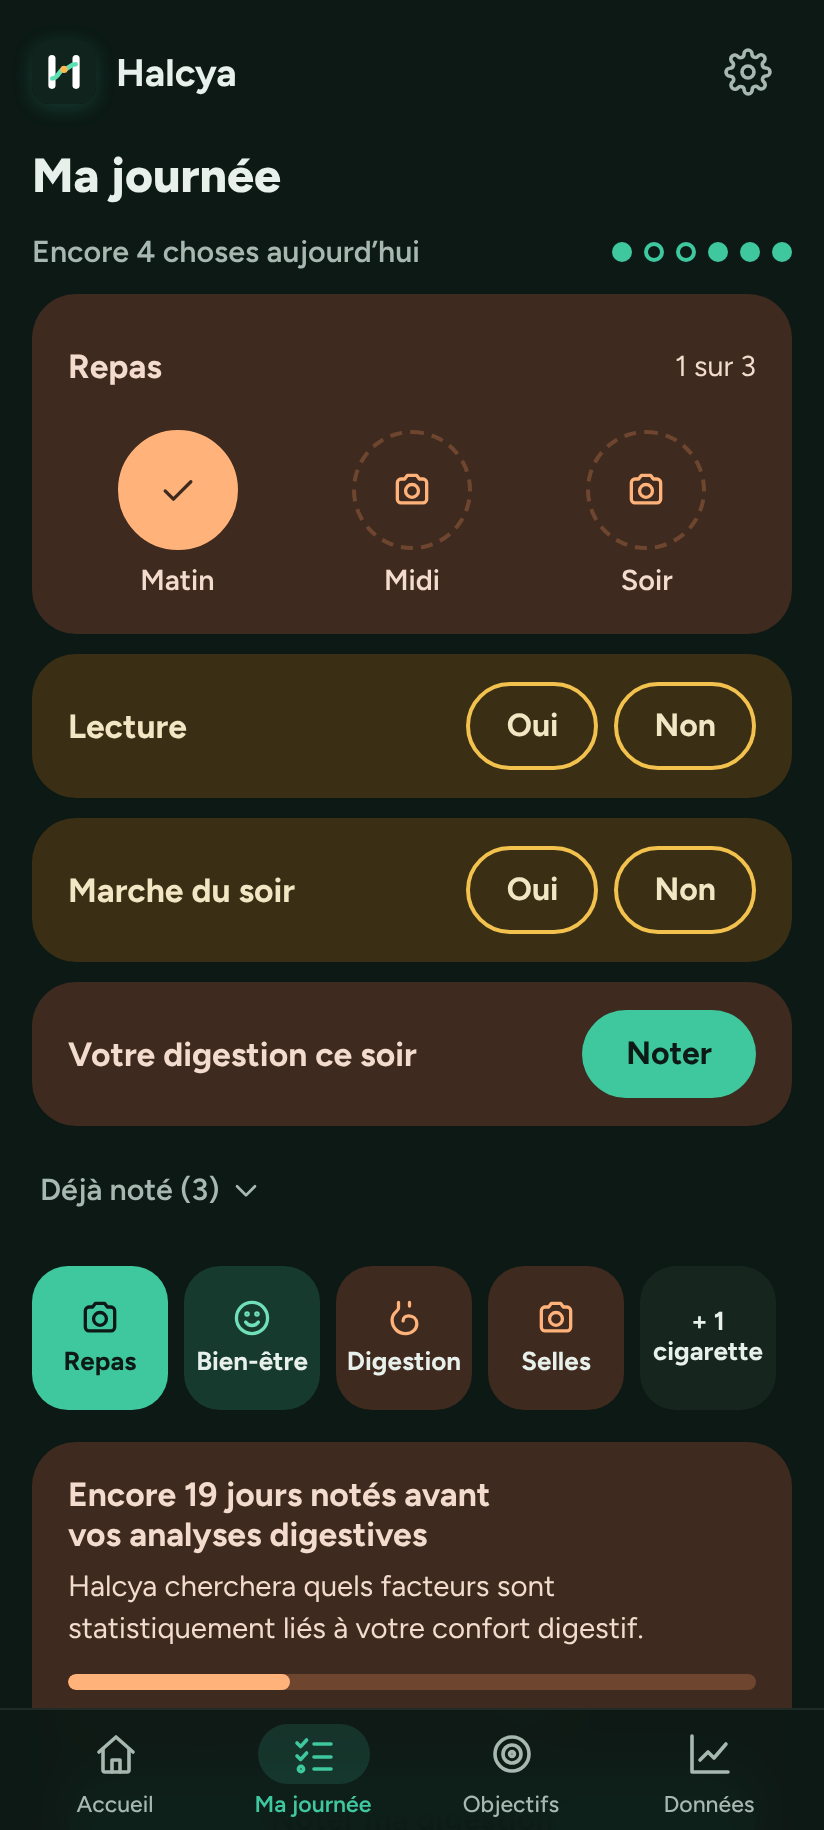 Halcya
Ma journée
Encore 4 choses aujourd’hui
Repas
1 sur 3
Matin
Midi
Soir
Lecture
Oui
Non
Marche du soir
Oui
Non
Votre digestion ce soir
Noter
Déjà noté (3)
Repas
Bien-être
Digestion
Selles
+ 1
cigarette
Encore 19 jours notés avant
vos analyses digestives
Halcya cherchera quels facteurs sont
statistiquement liés à votre confort digestif.
Accueil
Ma journée
Objectifs
Données